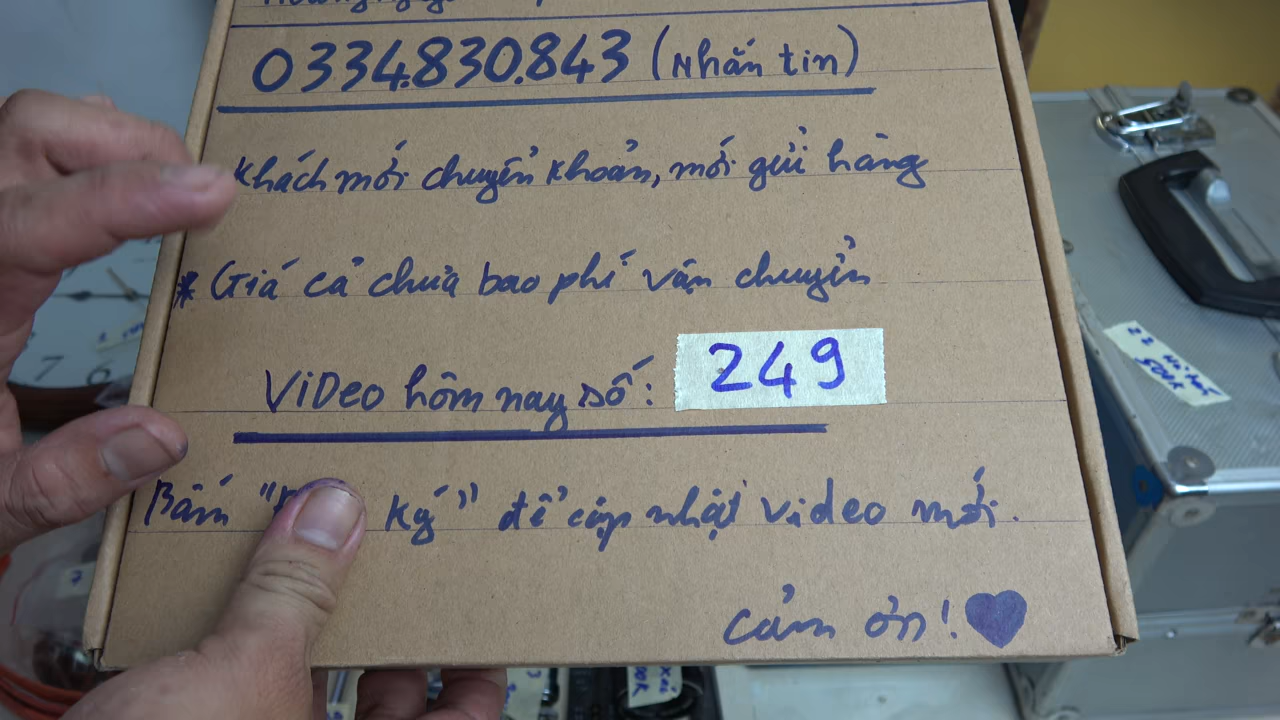 0334.830.843 (Nhắn tin)
Khách mới chuyển khoản, mới gửi hàng
* Giá cả chưa bao phí vận chuyển
Video hôm nay số: 249
Bấm " ký" để cập nhật video mới.
Cảm ơn!